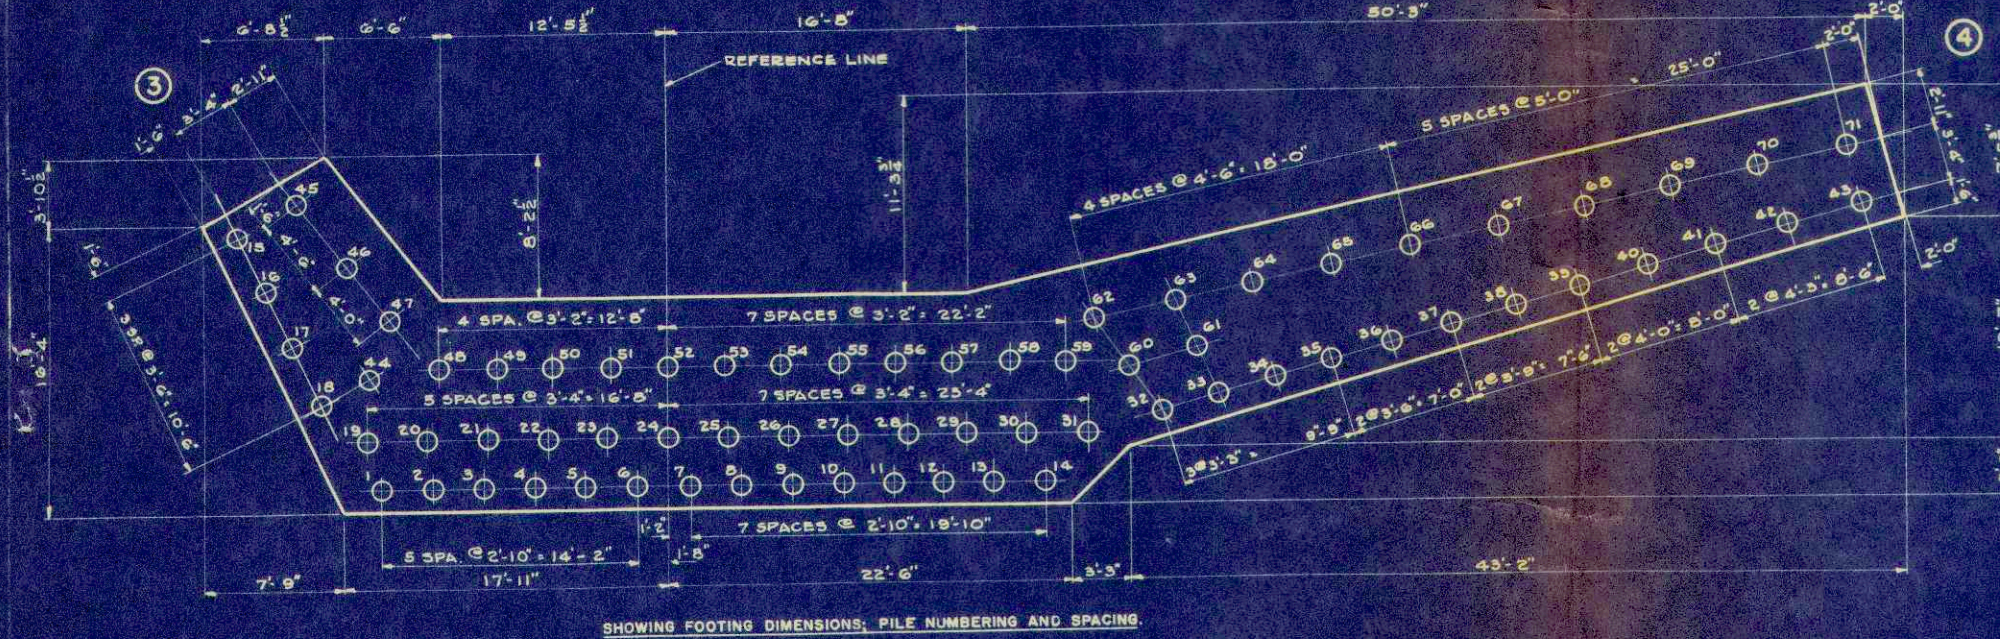 6'-8½" 6'-6" 12'-5½" 16'-8" 50'-3" 2'-0"
REFERENCE LINE
3
4
2'-0"
25'-0"
5 SPACES @ 5'-0" =
4 SPACES @ 4'-6" = 18'-0"
1'-6" 3'-4" 2'-11"
3'-10½"
16'-4"
8'-2½"
11'-3¾"
2'-11" 3'-4" 1'-6"
2'-0"
1'-6"
4'-0"
45
15
16
46
47
17
44
18
4 SPA. @ 3'-2" = 12'-8" 7 SPACES @ 3'-2" = 22'-2"
48 49 50 51 52 53 54 55 56 57 58 59 60 61
62 63 64 65 66 67 68 69 70 71
5 SPACES @ 3'-4" = 16'-8" 7 SPACES @ 3'-4" = 23'-4"
19 20 21 22 23 24 25 26 27 28 29 30 31
32 33 34 35 36 37 38 39 40 41 42 43
1 2 3 4 5 6 7 8 9 10 11 12 13 14
3@3'-3" = 9'-9" 2@3'-6" = 7'-0" 2@3'-9" = 7'-6" 2@4'-0" = 8'-0" 2 @ 4'-3" = 8'-6"
1'-2" 7 SPACES @ 2'-10" = 19'-10"
5 SPA. @ 2'-10" = 14'-2" 1'-8"
7'-9" 17'-11" 22'-6" 3'-3" 43'-2"
SHOWING FOOTING DIMENSIONS; PILE NUMBERING AND SPACING.